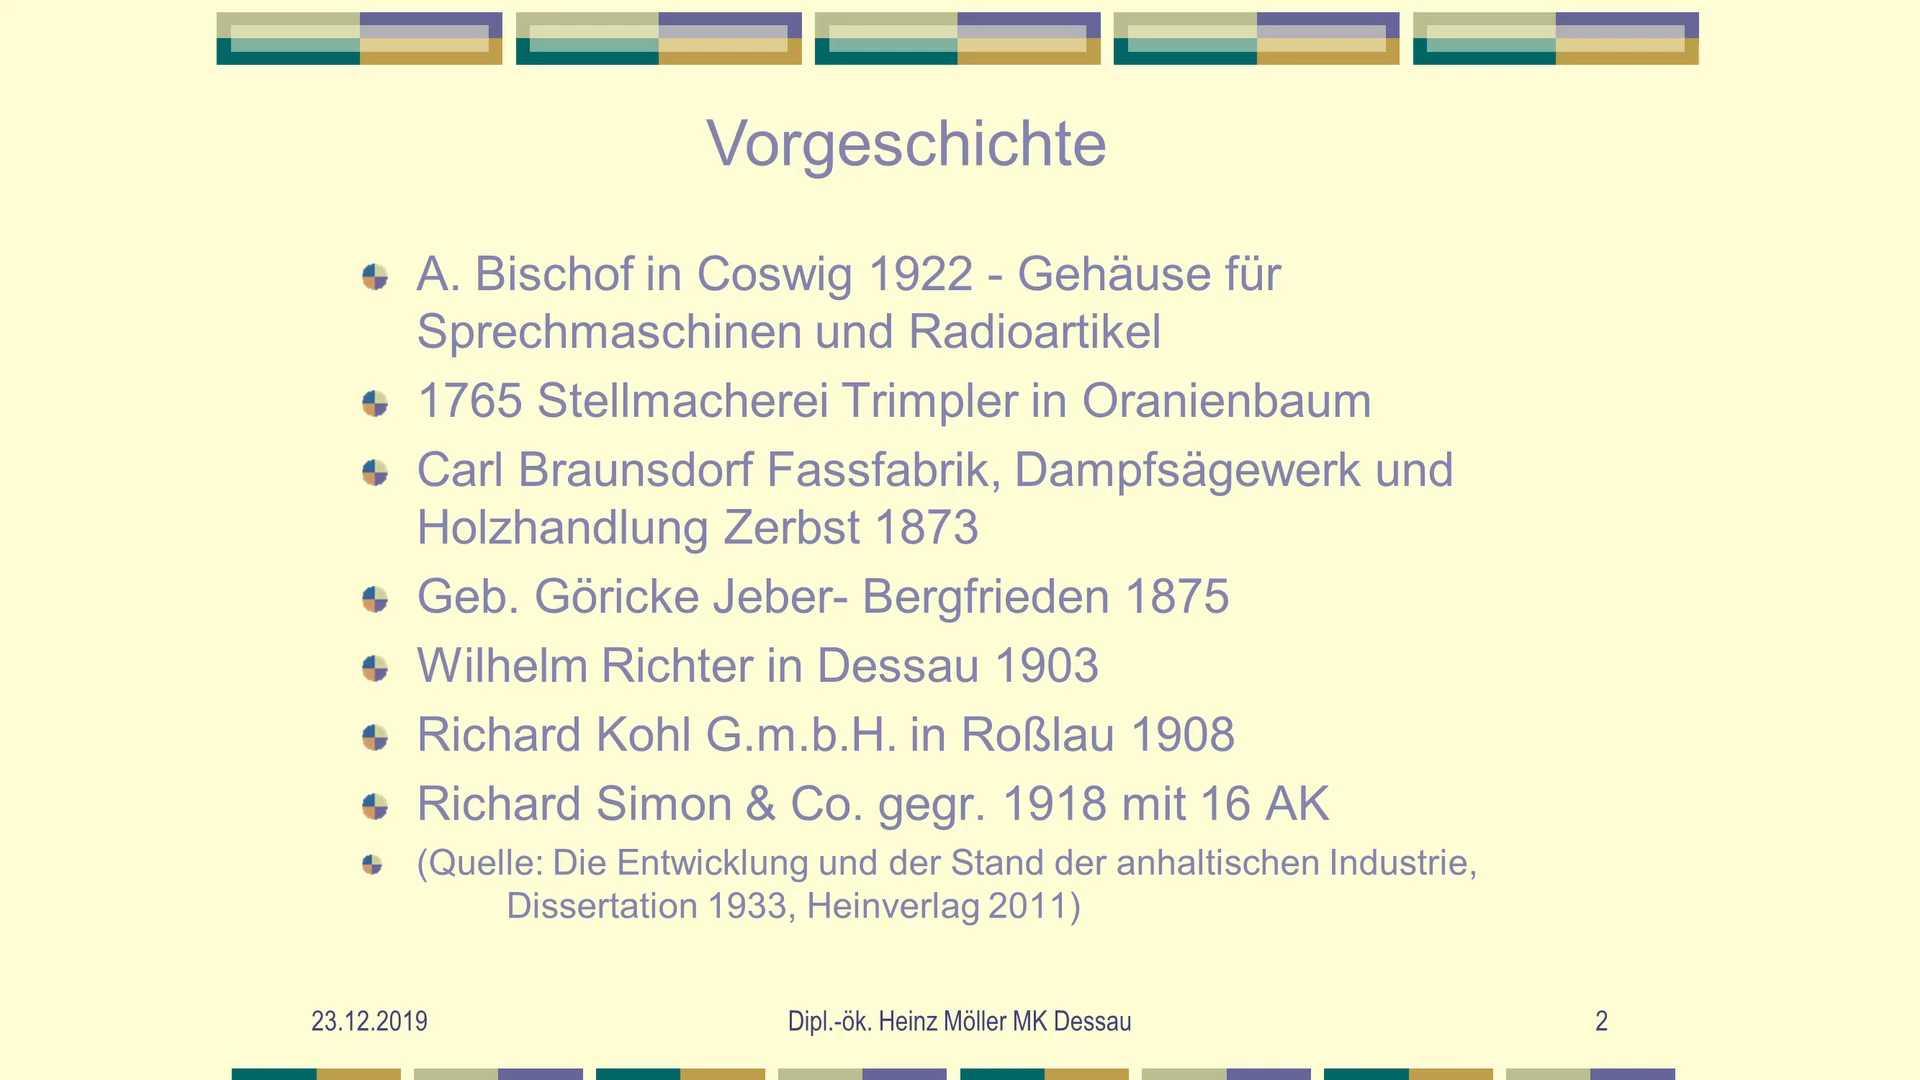 Vorgeschichte
A. Bischof in Coswig 1922 - Gehäuse für
Sprechmaschinen und Radioartikel
1765 Stellmacherei Trimpler in Oranienbaum
Carl Braunsdorf Fassfabrik, Dampfsägewerk und
Holzhandlung Zerbst 1873
Geb. Göricke Jeber- Bergfrieden 1875
Wilhelm Richter in Dessau 1903
Richard Kohl G.m.b.H. in Roßlau 1908
Richard Simon & Co. gegr. 1918 mit 16 AK
(Quelle: Die Entwicklung und der Stand der anhaltischen Industrie,
Dissertation 1933, Heinverlag 2011)
23.12.2019 Dipl.-ök. Heinz Möller MK Dessau 2